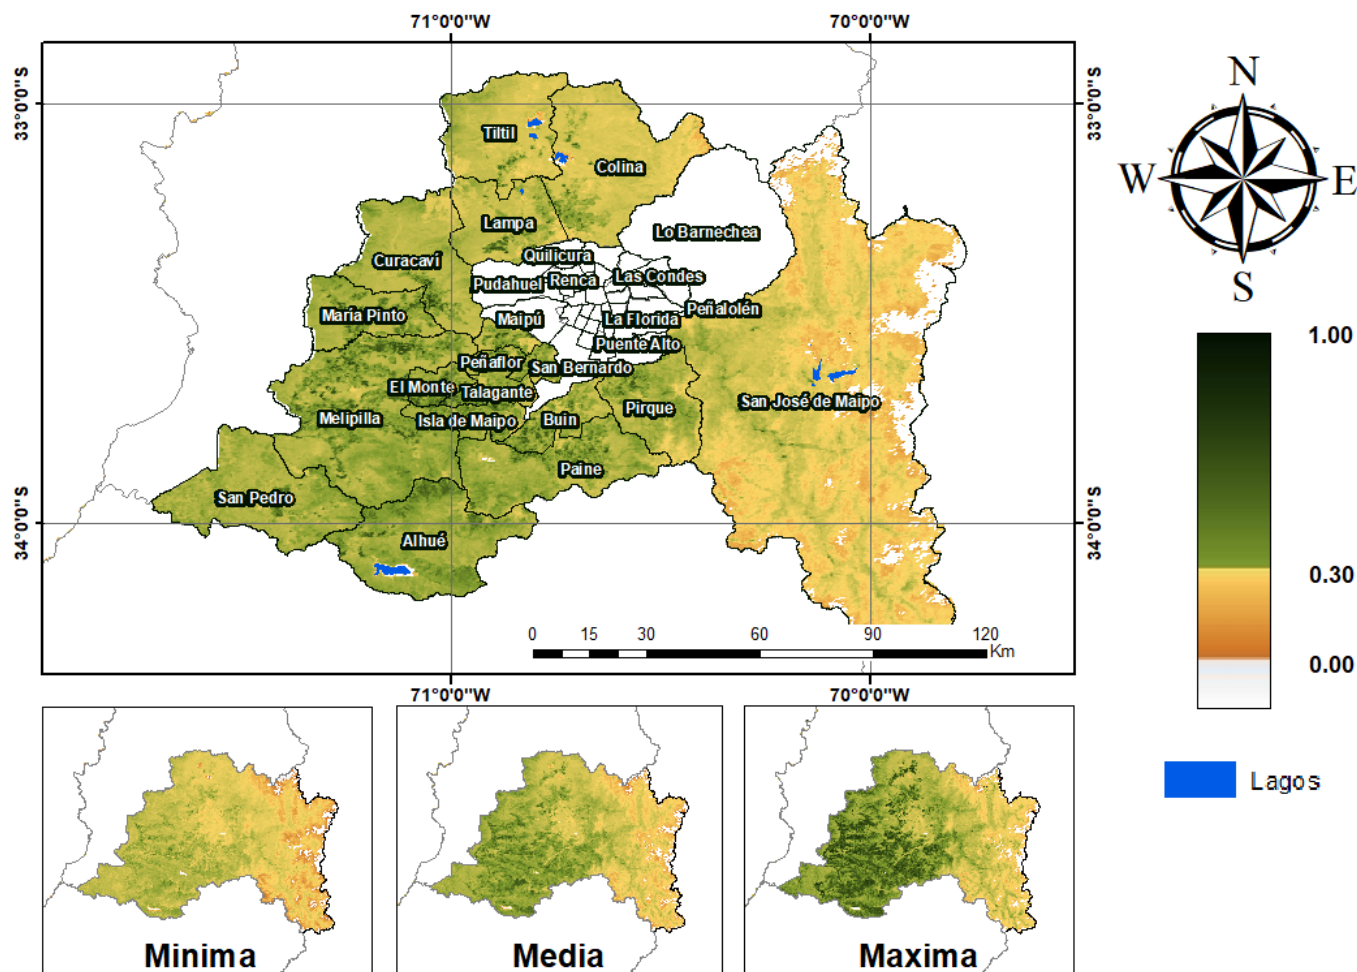 71°0'0"W
70°0'0"W
33°0'0"S
33°0'0"S
N
W
E
S
Tiltil
Colina
Lampa
Lo Barnechea
Quilicura
Curacaví
Pudahuel
Renca
Las Condes
María Pinto
Maipú
La Florida
Peñalolén
Puente Alto
Peñaflor
San Bernardo
El Monte
Talagante
San José de Maipo
Melipilla
Isla de Maipo
Buin
Pirque
Paine
San Pedro
Alhué
34°0'0"S
34°0'0"S
0 15 30 60 90 120
Km
71°0'0"W
70°0'0"W
1.00
0.30
0.00
Lagos
Minima
Media
Maxima